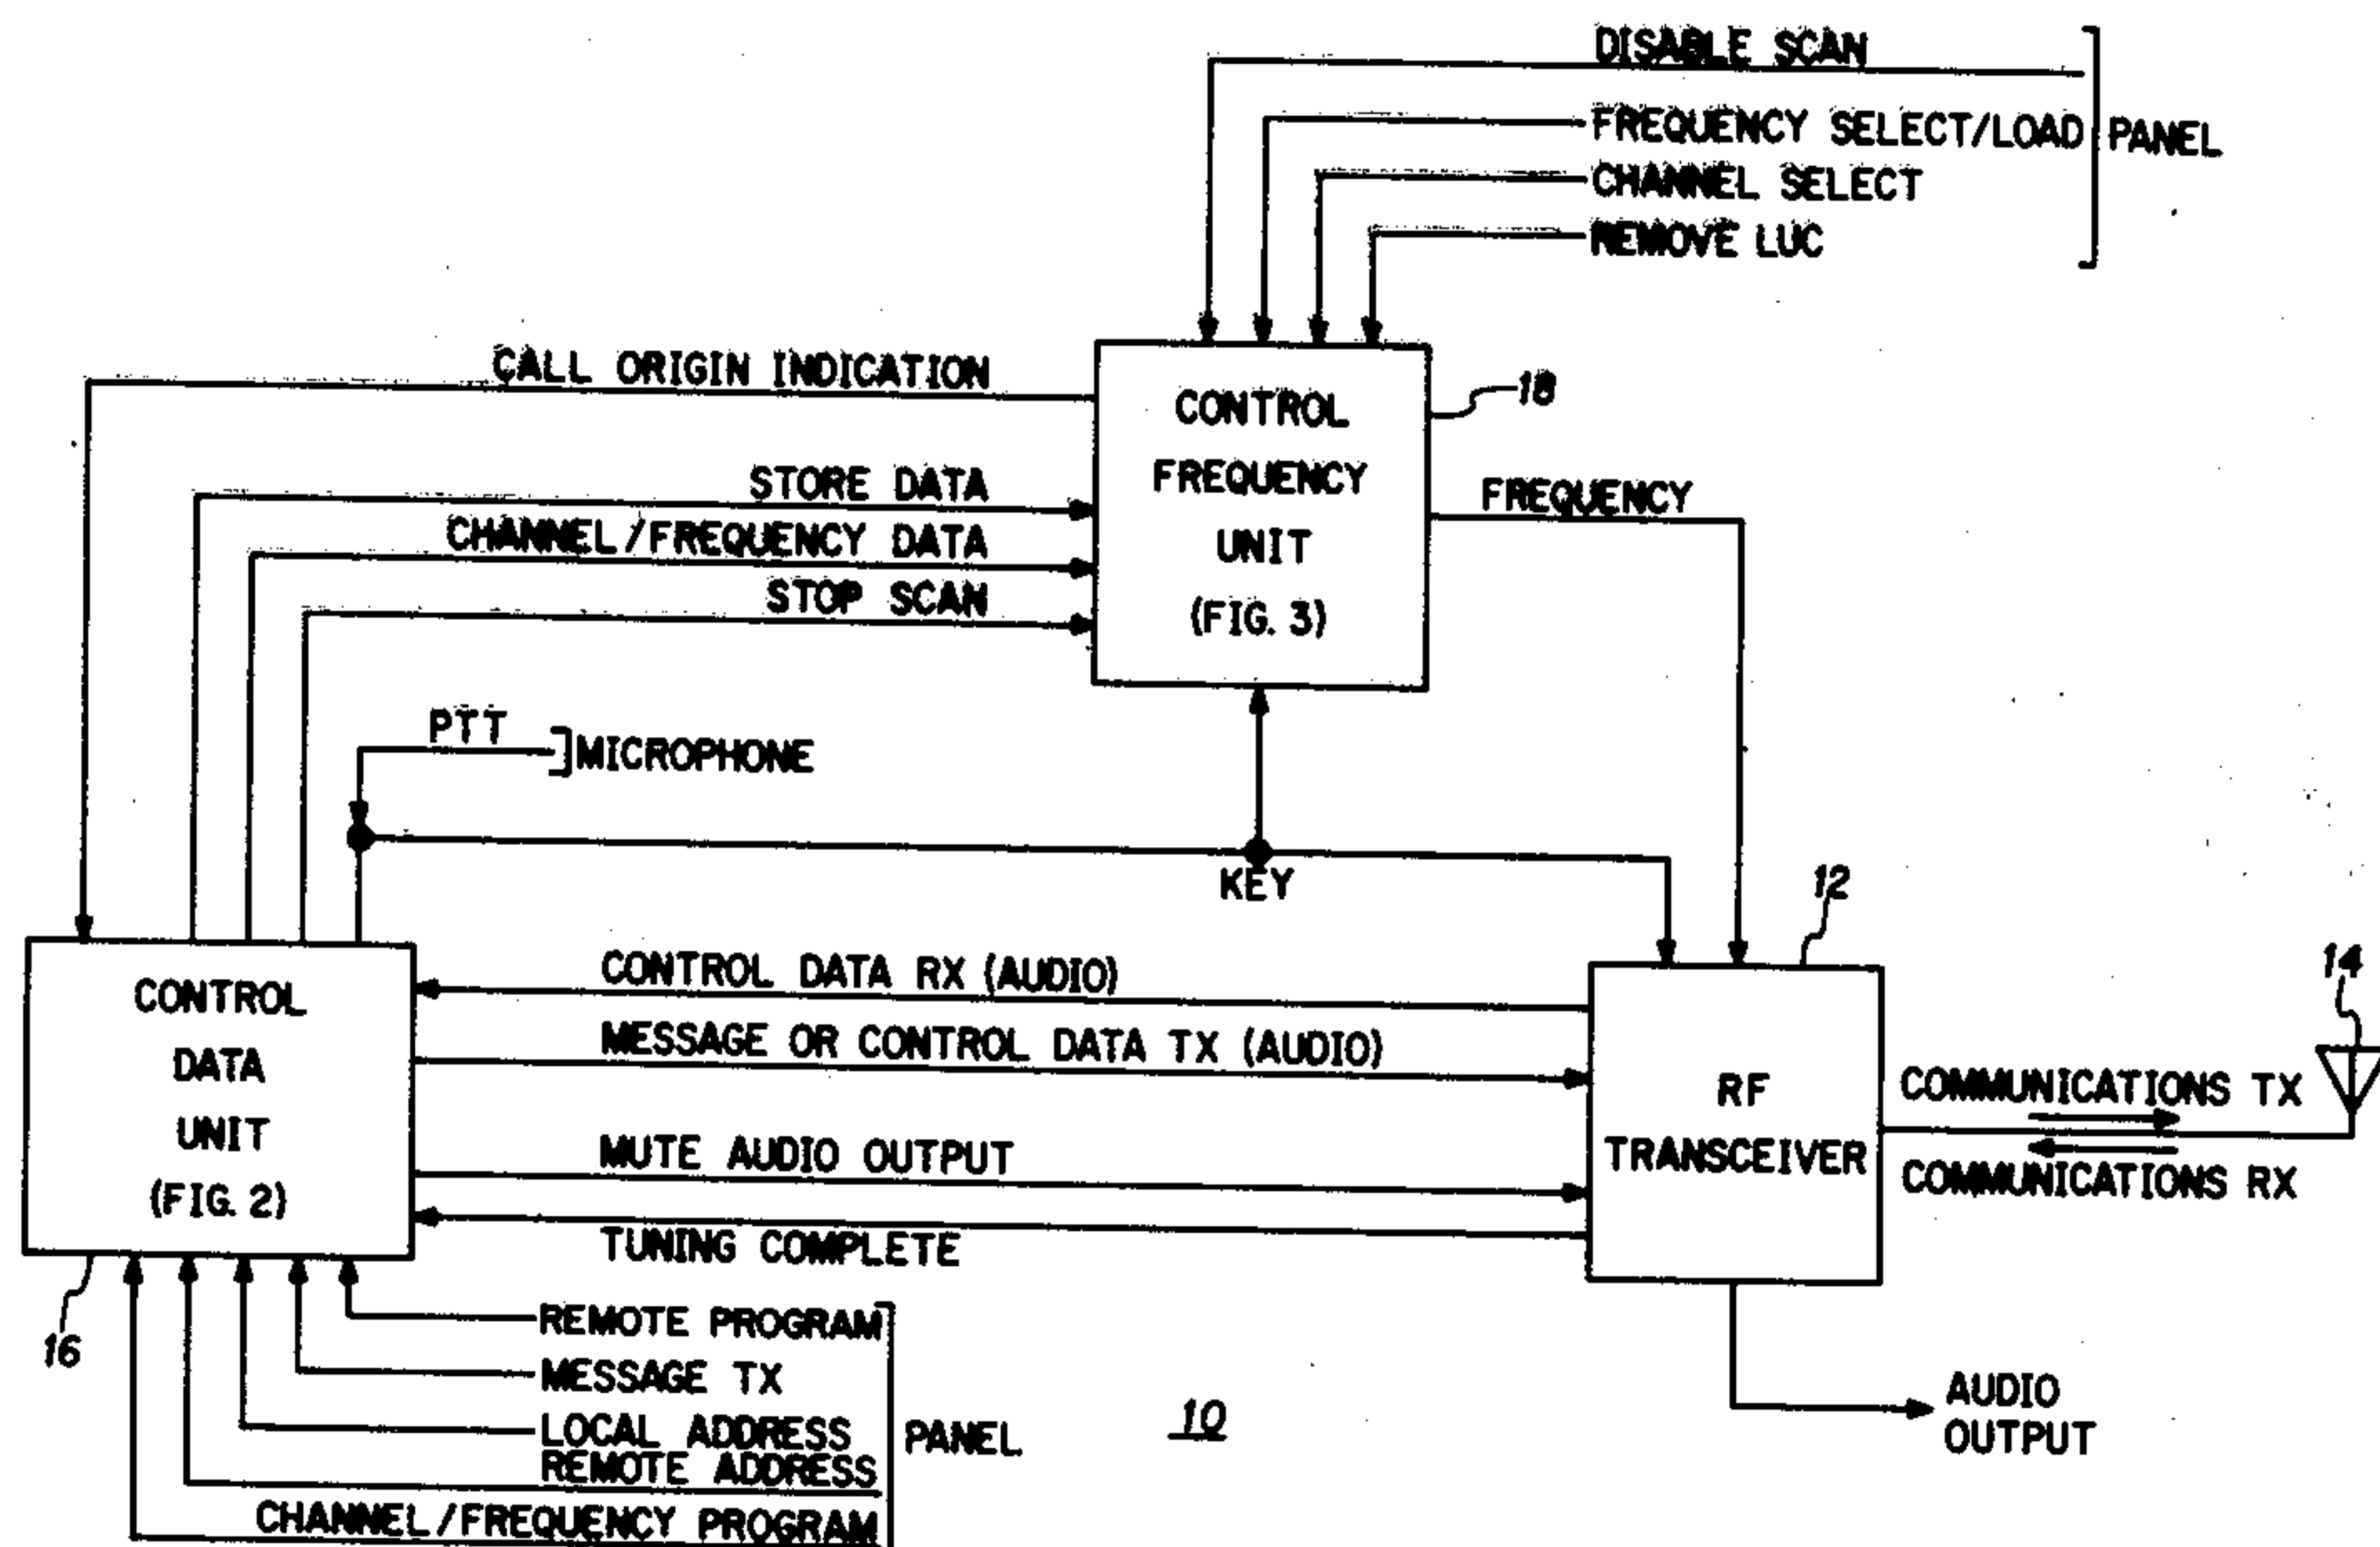 DISABLE SCAN
FREQUENCY SELECT/LOAD
PANEL
CHANNEL SELECT
REMOVE LUC
CALL ORIGIN INDICATION
CONTROL
FREQUENCY
UNIT
(FIG. 3)
18
STORE DATA
CHANNEL/FREQUENCY DATA
STOP SCAN
FREQUENCY
PTT
MICROPHONE
KEY
12
14
CONTROL
DATA
UNIT
(FIG. 2)
CONTROL DATA RX (AUDIO)
MESSAGE OR CONTROL DATA TX (AUDIO)
MUTE AUDIO OUTPUT
TUNING COMPLETE
RF
TRANSCEIVER
COMMUNICATIONS TX
COMMUNICATIONS RX
16
REMOTE PROGRAM
MESSAGE TX
LOCAL ADDRESS
REMOTE ADDRESS
CHANNEL/FREQUENCY PROGRAM
PANEL
10
AUDIO
OUTPUT